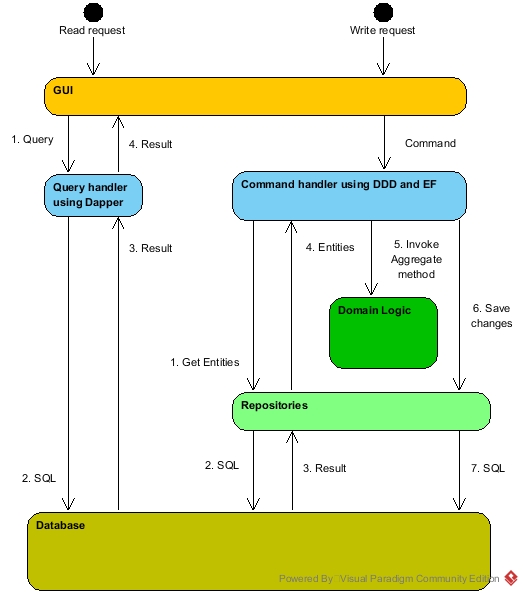 Read request
Write request
GUI
1. Query
4. Result
Command
Query handler
using Dapper
Command handler using DDD and EF
3. Result
4. Entities
5. Invoke
Aggregate
method
Domain Logic
6. Save
changes
1. Get Entities
Repositories
2. SQL
2. SQL
3. Result
7. SQL
Database
Powered By Visual Paradigm Community Edition